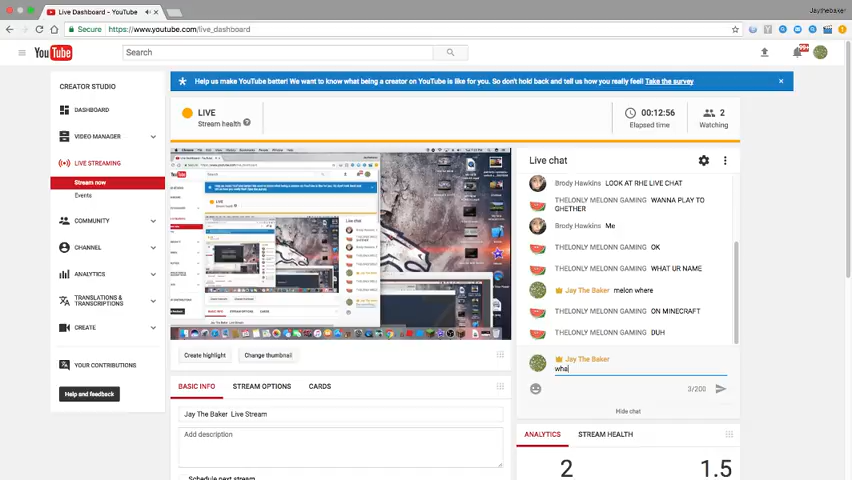 Live Dashboard - YouTube
Jaythebaker
Secure
https://www.youtube.com/live_dashboard
YouTube
Search
99+
CREATOR STUDIO
DASHBOARD
VIDEO MANAGER
LIVE STREAMING
Stream now
Events
COMMUNITY
CHANNEL
ANALYTICS
TRANSLATIONS &
TRANSCRIPTIONS
CREATE
YOUR CONTRIBUTIONS
Help and feedback
Help us make YouTube better! We want to know what being a creator on YouTube is like for you. So don't hold back and tell us how you really feel! Take the survey
LIVE
Stream health
00:12:56
Elapsed time
2
Watching
Create highlight
Change thumbnail
BASIC INFO
STREAM OPTIONS
CARDS
Jay The Baker Live Stream
Add description
Schedule next stream
Live chat
Brody Hawkins LOOK AT RHE LIVE CHAT
THELONLY MELONN GAMING WANNA PLAY TO
GHETHER
Brody Hawkins Me
THELONLY MELONN GAMING OK
THELONLY MELONN GAMING WHAT UR NAME
Jay The Baker melon where
THELONLY MELONN GAMING ON MINECRAFT
THELONLY MELONN GAMING DUH
Jay The Baker
wha
3/200
Hide chat
ANALYTICS
STREAM HEALTH
2
1.5